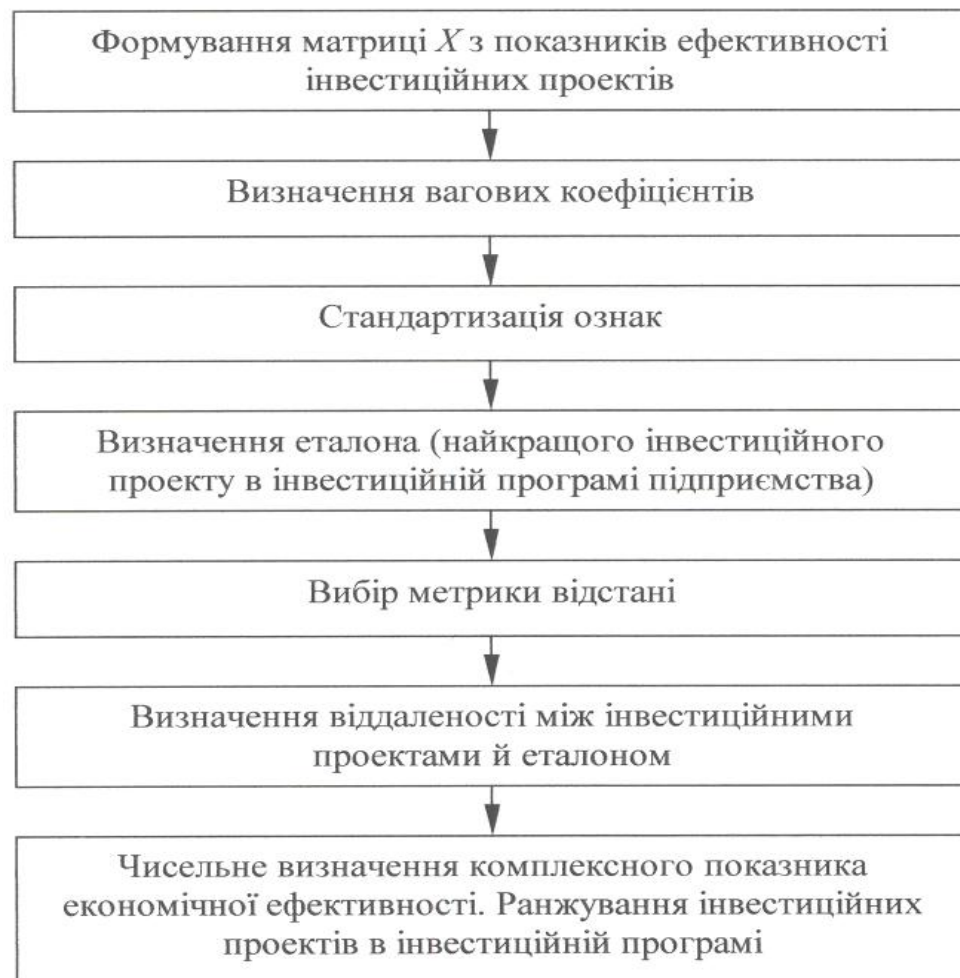 Формування матриці X з показників ефективності
інвестиційних проектів
Визначення вагових коефіцієнтів
Стандартизація ознак
Визначення еталона (найкращого інвестиційного
проекту в інвестиційній програмі підприємства)
Вибір метрики відстані
Визначення віддаленості між інвестиційними
проектами й еталоном
Чисельне визначення комплексного показника
економічної ефективності. Ранжування інвестиційних
проектів в інвестиційній програмі